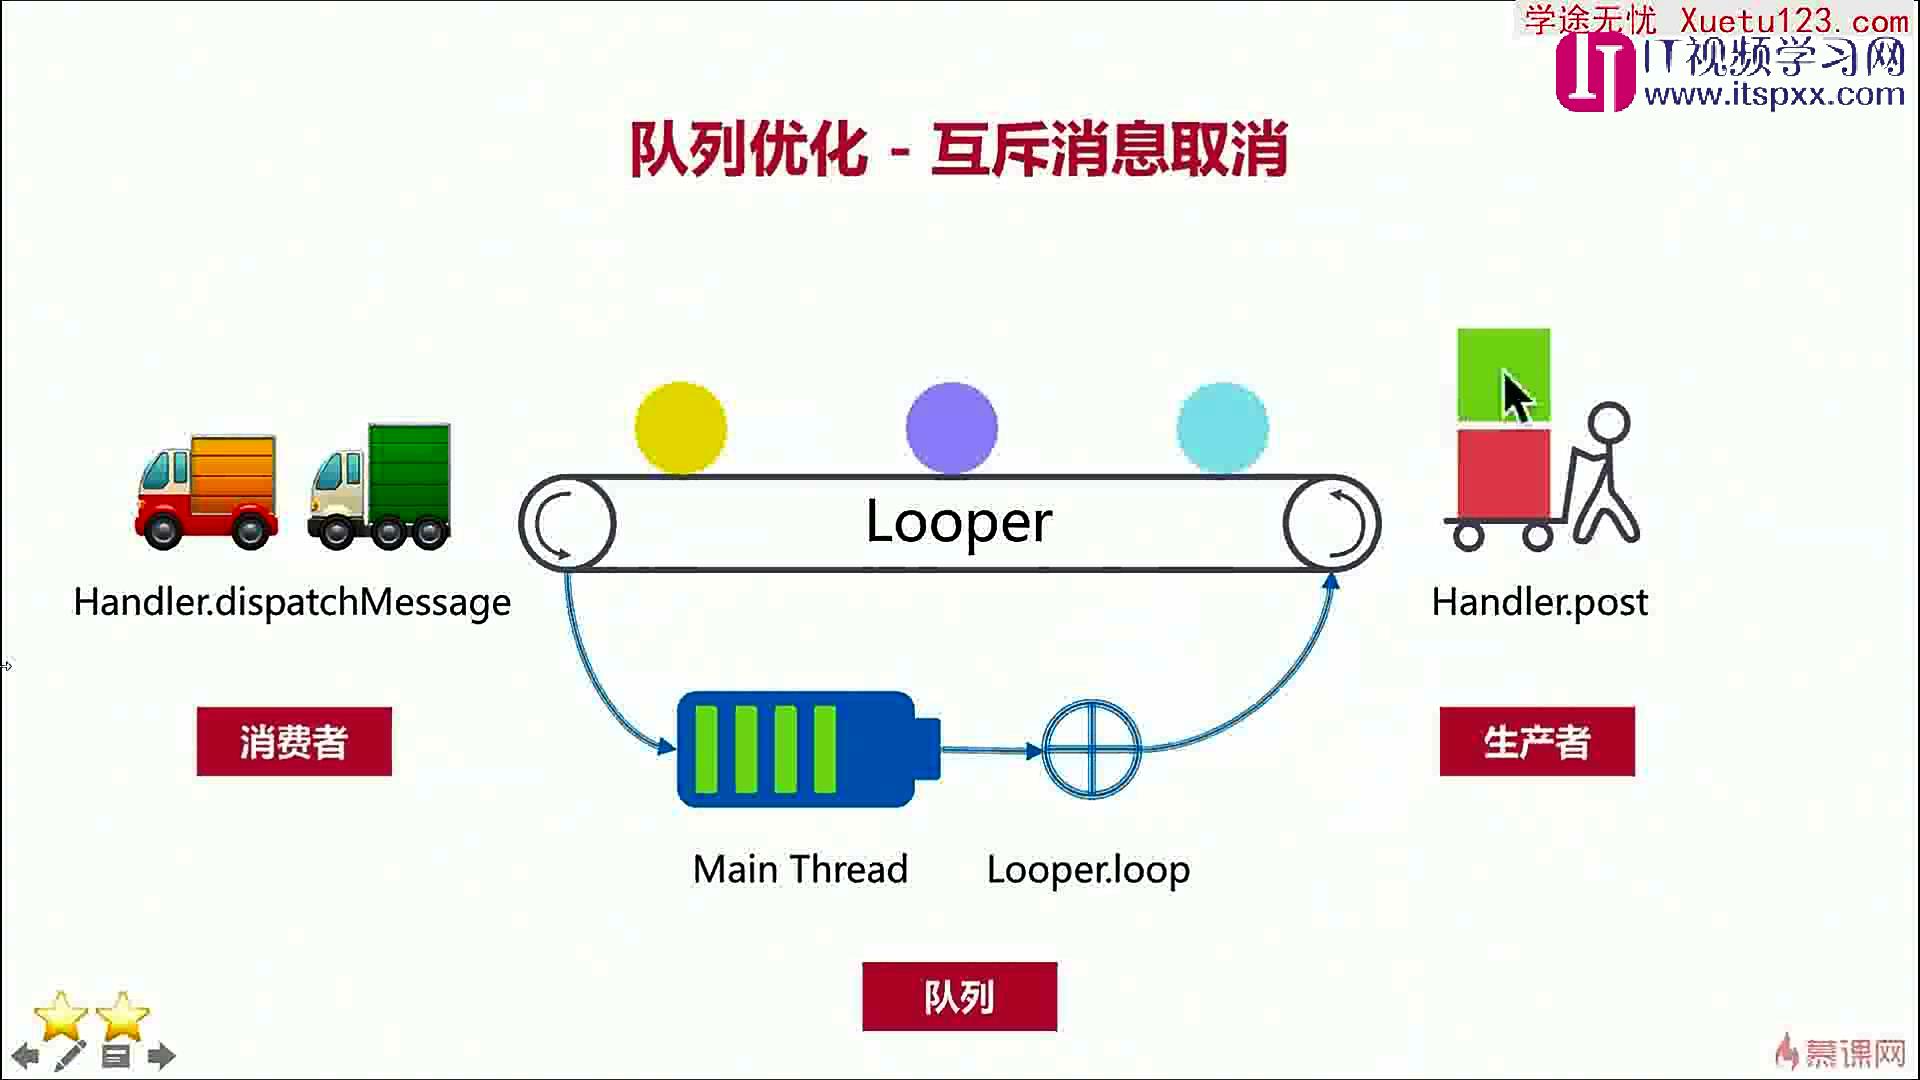 学途无忧 Xuetu123.com
IT视频学习网
www.itspxx.com
队列优化 - 互斥消息取消
Looper
Handler.dispatchMessage
Handler.post
消费者
生产者
Main Thread
Looper.loop
队列
慕课网